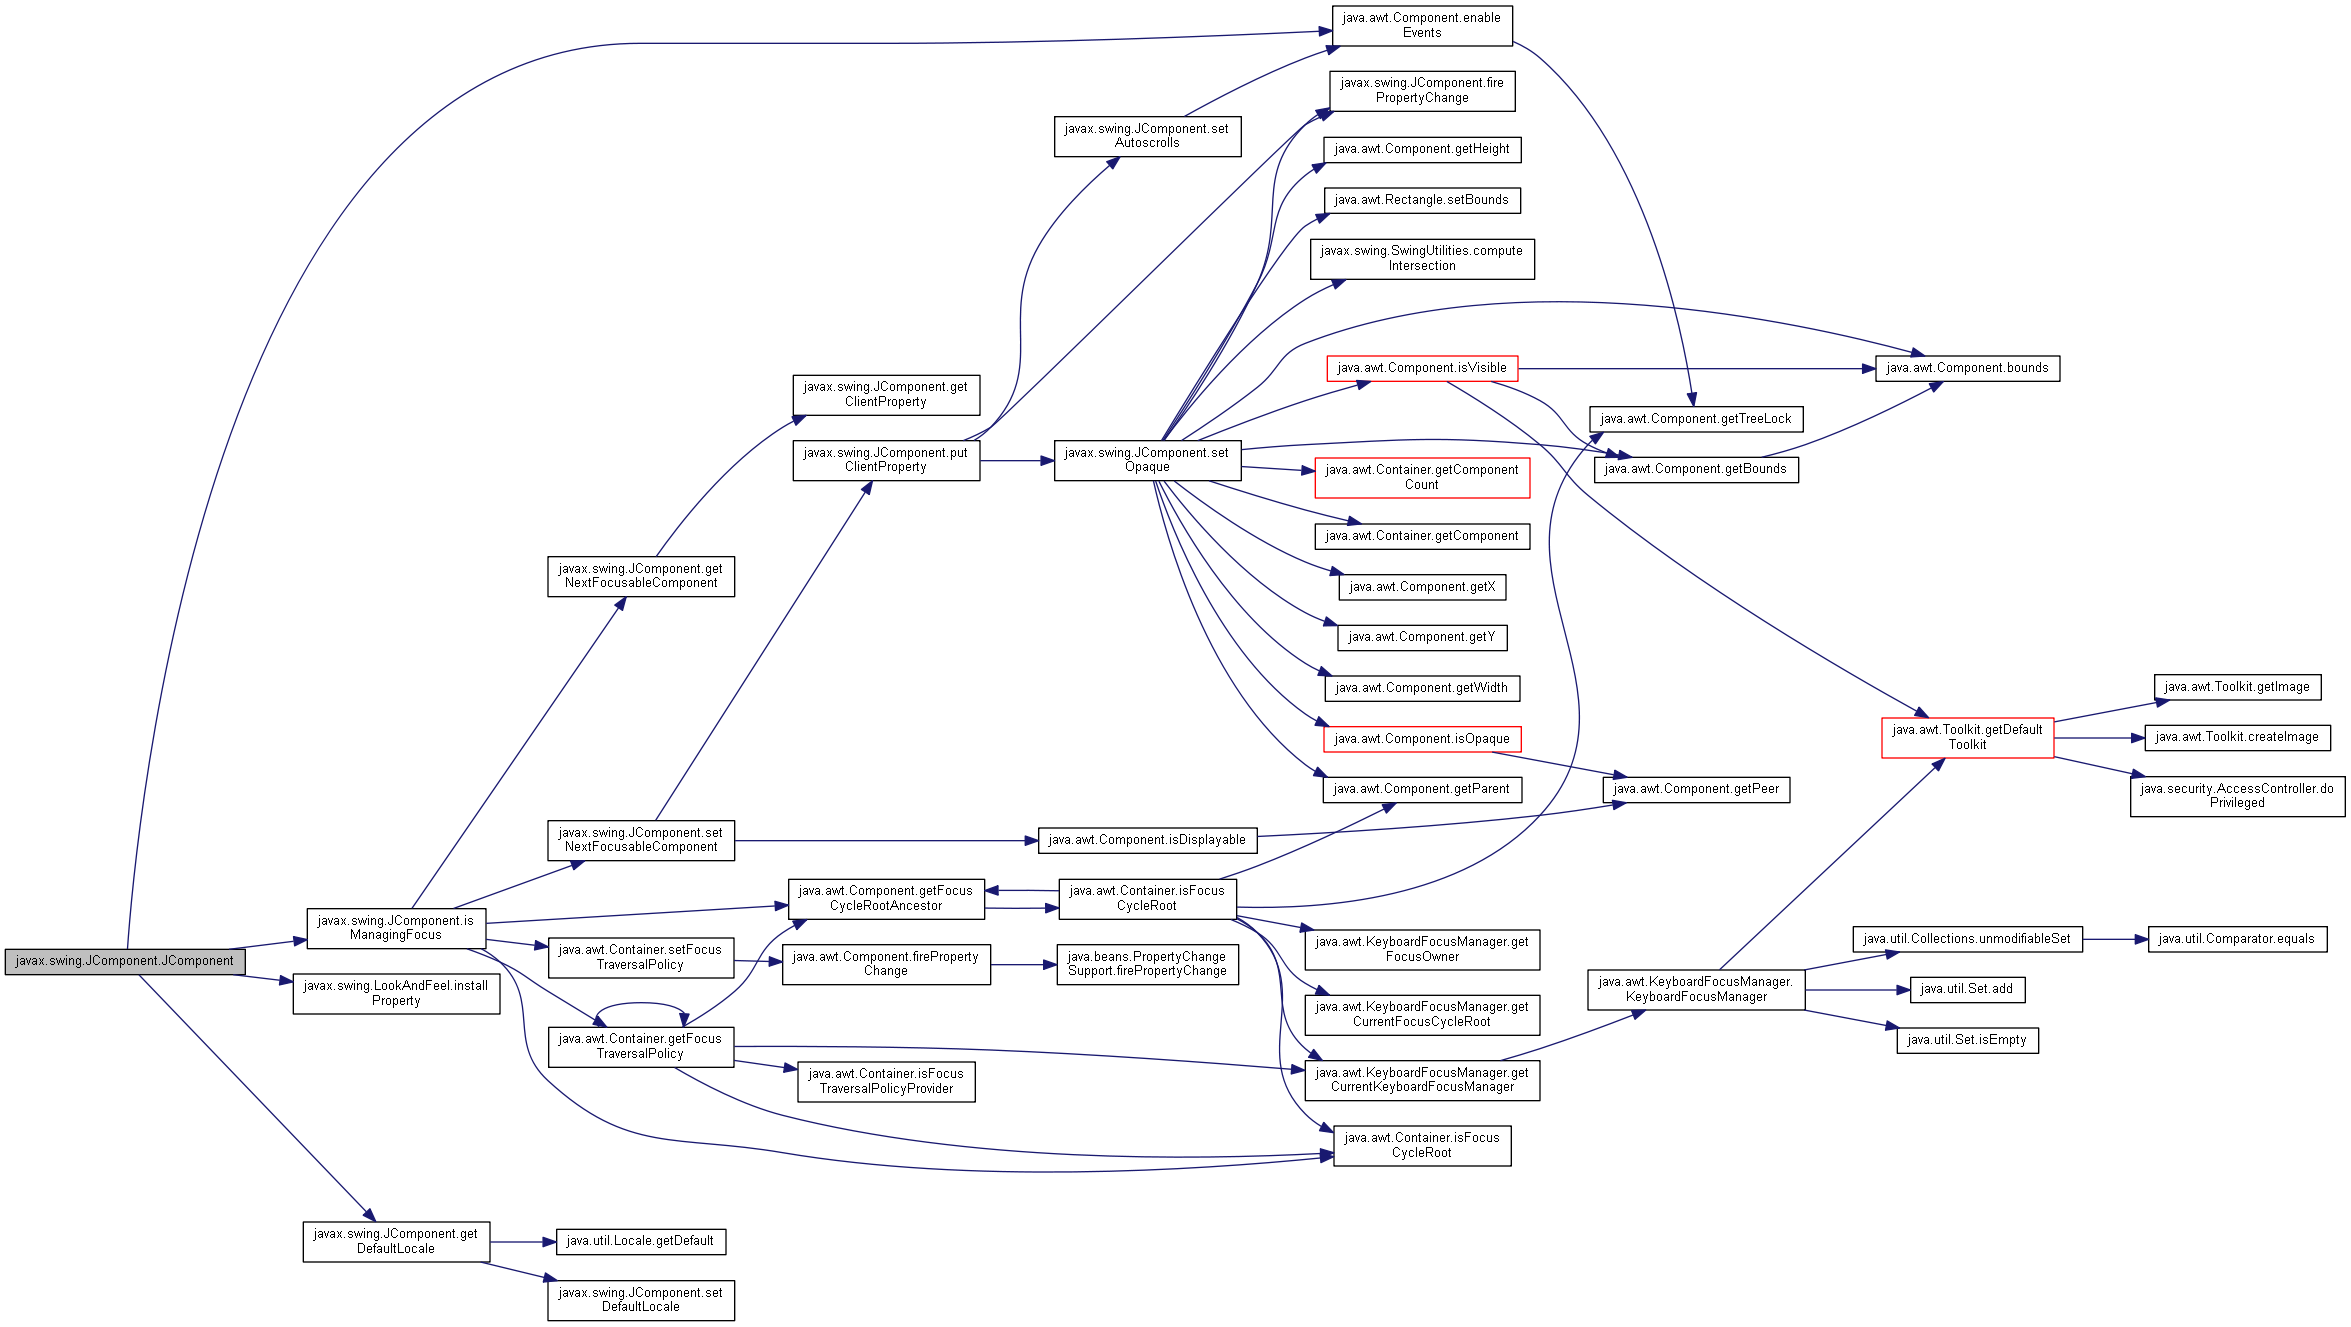 java.awt.Component.enable
Events
javax.swing.JComponent.fire
PropertyChange
javax.swing.JComponent.set
Autoscrolls
java.awt.Component.getHeight
java.awt.Rectangle.setBounds
javax.swing.SwingUtilities.compute
Intersection
java.awt.Component.isVisible
java.awt.Component.bounds
javax.swing.JComponent.get
ClientProperty
java.awt.Component.getTreeLock
javax.swing.JComponent.put
ClientProperty
javax.swing.JComponent.set
Opaque
java.awt.Container.getComponent
Count
java.awt.Component.getBounds
java.awt.Container.getComponent
javax.swing.JComponent.get
NextFocusableComponent
java.awt.Component.getX
java.awt.Component.getY
java.awt.Component.getWidth
java.awt.Toolkit.getImage
java.awt.Component.isOpaque
java.awt.Toolkit.getDefault
Toolkit
java.awt.Toolkit.createImage
java.awt.Component.getParent
java.awt.Component.getPeer
java.security.AccessController.do
Privileged
javax.swing.JComponent.set
NextFocusableComponent
java.awt.Component.isDisplayable
java.awt.Component.getFocus
CycleRootAncestor
java.awt.Container.isFocus
CycleRoot
javax.swing.JComponent.is
ManagingFocus
java.awt.KeyboardFocusManager.get
FocusOwner
java.util.Collections.unmodifiableSet
java.util.Comparator.equals
javax.swing.JComponent.JComponent
java.awt.Container.setFocus
TraversalPolicy
java.awt.Component.fireProperty
Change
java.beans.PropertyChange
Support.firePropertyChange
javax.swing.LookAndFeel.install
Property
java.awt.KeyboardFocusManager.get
CurrentFocusCycleRoot
java.awt.KeyboardFocusManager.
KeyboardFocusManager
java.util.Set.add
java.awt.Container.getFocus
TraversalPolicy
java.util.Set.isEmpty
java.awt.Container.isFocus
TraversalPolicyProvider
java.awt.KeyboardFocusManager.get
CurrentKeyboardFocusManager
java.awt.Container.isFocus
CycleRoot
javax.swing.JComponent.get
DefaultLocale
java.util.Locale.getDefault
javax.swing.JComponent.set
DefaultLocale